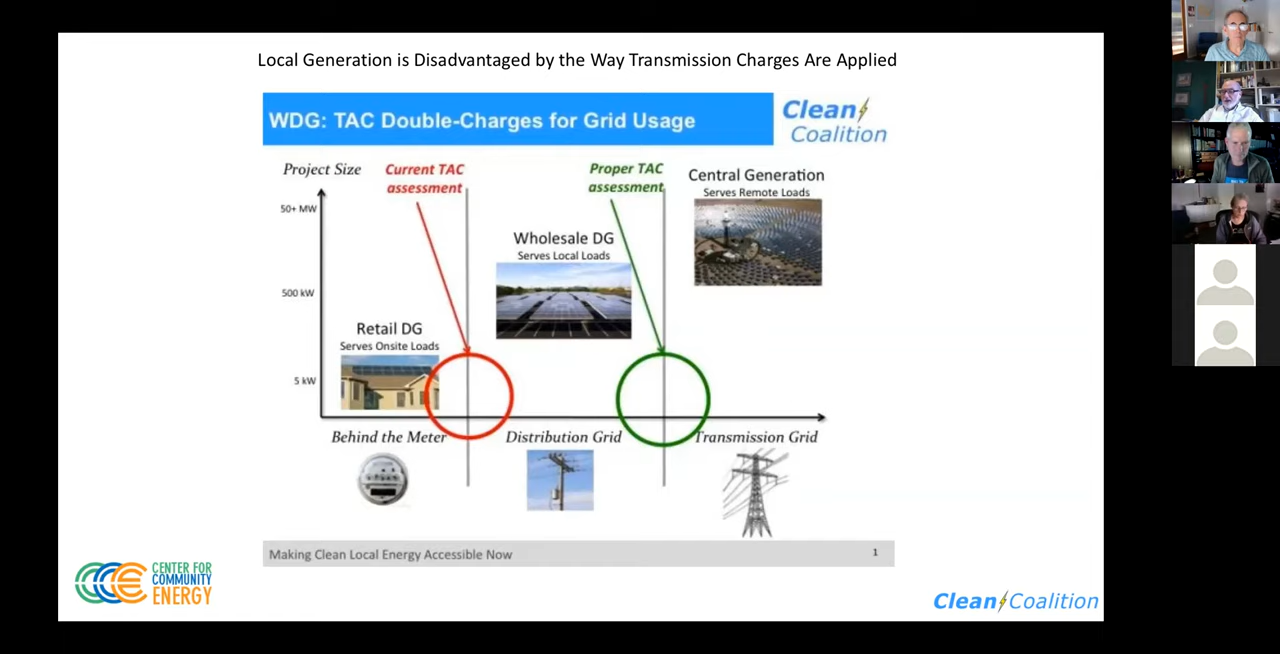 Local Generation is Disadvantaged by the Way Transmission Charges Are Applied
WDG: TAC Double-Charges for Grid Usage
Clean
Coalition
Project Size
Current TAC
assessment
Proper TAC
assessment
Central Generation
Serves Remote Loads
50+ MW
Wholesale DG
Serves Local Loads
500 kW
Retail DG
Serves Onsite Loads
5 kW
Behind the Meter
Distribution Grid
Transmission Grid
Making Clean Local Energy Accessible Now
1
CENTER FOR
COMMUNITY
ENERGY
Clean Coalition